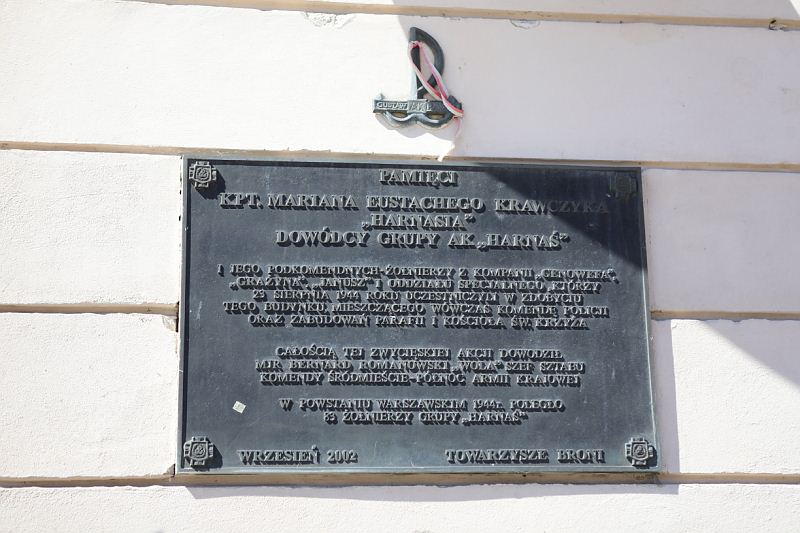 GUSTAW A.K.
PAMIĘCI
KPT. MARIANA EUSTACHEGO KRAWCZYKA
„HARNASIA”
DOWÓDCY GRUPY AK „HARNAŚ”
I JEGO PODKOMENDNYCH-ŻOŁNIERZY Z KOMPANII „GENOWEFA”,
„GRAŻYNA”, „JANUSZ” I ODDZIAŁU SPECJALNEGO, KTÓRZY
23 SIERPNIA 1944 ROKU UCZESTNICZYLI W ZDOBYCIU
TEGO BUDYNKU, MIESZCZĄCEGO WÓWCZAS KOMENDĘ POLICJI
ORAZ ZABUDOWAŃ PARAFII I KOŚCIOŁA ŚW. KRZYŻA
CAŁOŚCIĄ TEJ ZWYCIĘSKIEJ AKCJI DOWODZIŁ
MJR. BERNARD ROMANOWSKI „WOLA” SZEF SZTABU
KOMENDY ŚRÓDMIEŚCIE-PÓŁNOC ARMII KRAJOWEJ
W POWSTANIU WARSZAWSKIM 1944R. POLEGŁO
83 ŻOŁNIERZY GRUPY „HARNAŚ”
WRZESIEŃ 2002 TOWARZYSZE BRONI